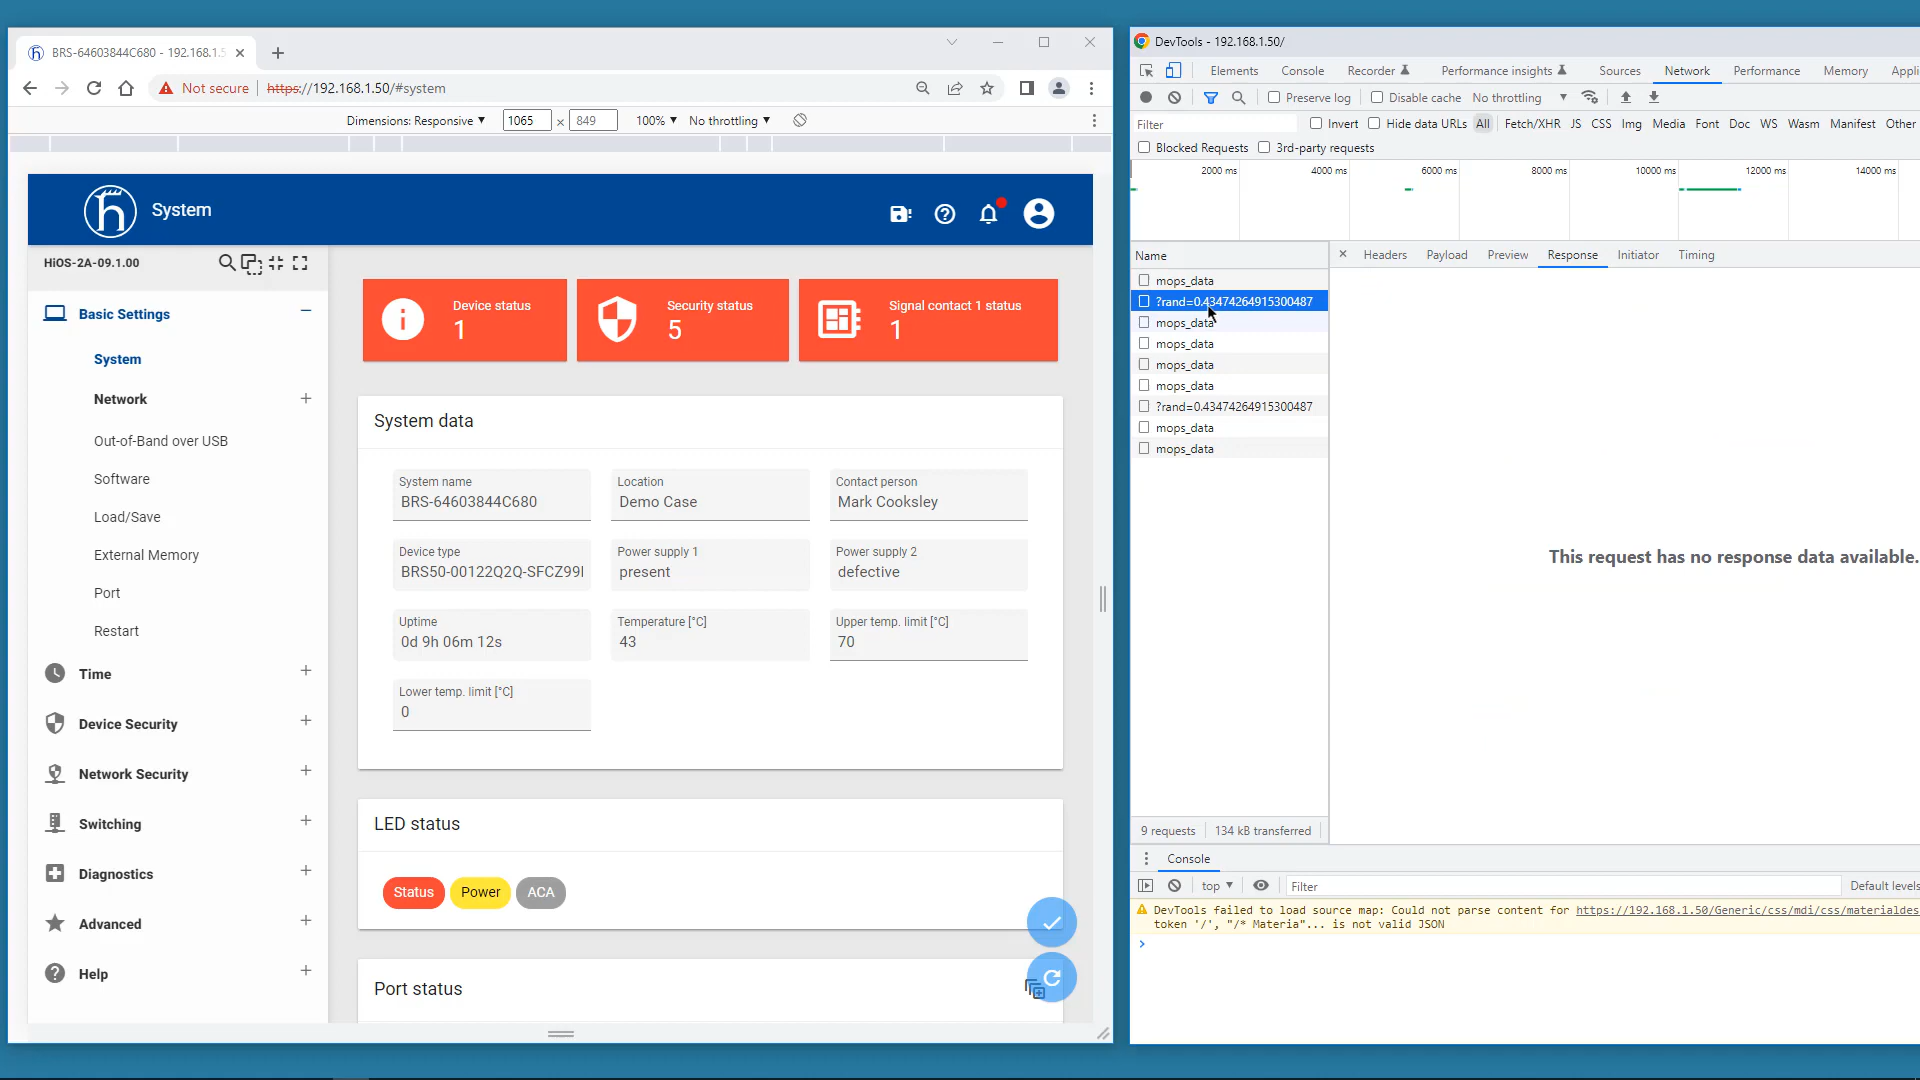 BRS-64603844C680 - 192.168.1.5
Not secure
https://192.168.1.50/#system
Dimensions: Responsive ▼
1065 x 849
100% ▼
No throttling ▼
System
HiOS-2A-09.1.00
Basic Settings
System
Network
Out-of-Band over USB
Software
Load/Save
External Memory
Port
Restart
Time
Device Security
Network Security
Switching
Diagnostics
Advanced
Help
Device status
1
Security status
5
Signal contact 1 status
1
System data
System name
BRS-64603844C680
Location
Demo Case
Contact person
Mark Cooksley
Device type
BRS50-00122Q2Q-SFCZ99
Power supply 1
present
Power supply 2
defective
Uptime
0d 9h 06m 12s
Temperature [°C]
43
Upper temp. limit [°C]
70
Lower temp. limit [°C]
0
LED status
Status
Power
ACA
Port status
DevTools - 192.168.1.50/
Elements
Console
Recorder
Performance insights
Sources
Network
Performance
Memory
Appli
Preserve log
Disable cache
No throttling ▼
Filter
Invert
Hide data URLs
All
Fetch/XHR
JS
CSS
Img
Media
Font
Doc
WS
Wasm
Manifest
Other
Blocked Requests
3rd-party requests
2000 ms
4000 ms
6000 ms
8000 ms
10000 ms
12000 ms
14000 ms
Name
Headers
Payload
Preview
Response
Initiator
Timing
mops_data
?rand=0.43474264915300487
mops_data
mops_data
mops_data
mops_data
?rand=0.43474264915300487
mops_data
mops_data
This request has no response data available.
9 requests
134 kB transferred
Console
top ▼
Filter
Default levels
DevTools failed to load source map: Could not parse content for https://192.168.1.50/Generic/css/mdi/css/materialdes
token '/', "/* Materia"... is not valid JSON